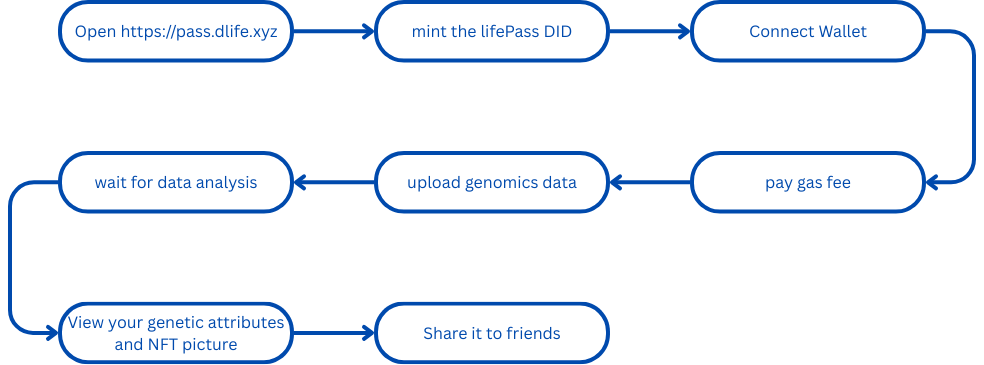 Open https://pass.dlife.xyz
mint the lifePass DID
Connect Wallet
pay gas fee
upload genomics data
wait for data analysis
View your genetic attributes
and NFT picture
Share it to friends